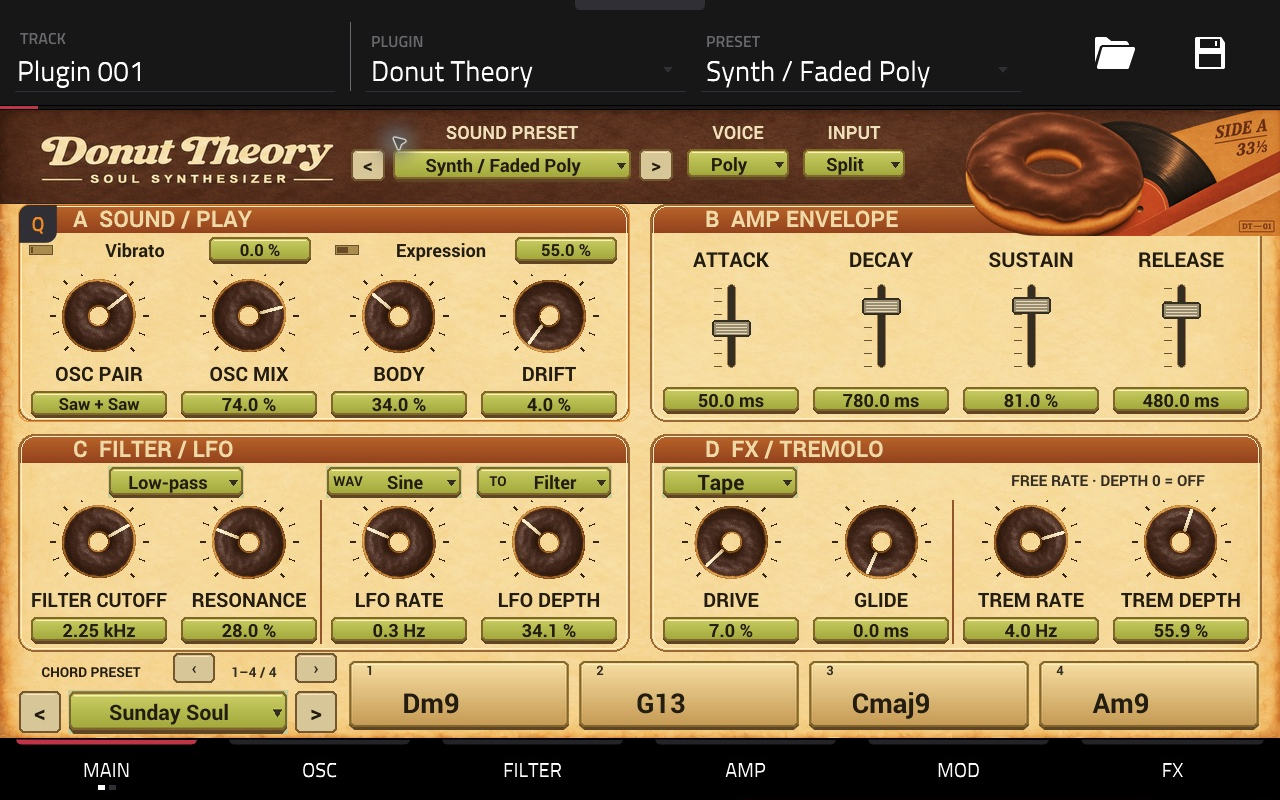 TRACK
Plugin 001
PLUGIN
Donut Theory
PRESET
Synth / Faded Poly
Donut Theory
SOUL SYNTHESIZER
SOUND PRESET
< Synth / Faded Poly >
VOICE
Poly
INPUT
Split
SIDE A
33⅓
DT—01
Q
A SOUND / PLAY
Vibrato 0.0 % Expression 55.0 %
OSC PAIR OSC MIX BODY DRIFT
Saw + Saw 74.0 % 34.0 % 4.0 %
B AMP ENVELOPE
ATTACK DECAY SUSTAIN RELEASE
50.0 ms 780.0 ms 81.0 % 480.0 ms
C FILTER / LFO
Low-pass WAV Sine TO Filter
FILTER CUTOFF RESONANCE LFO RATE LFO DEPTH
2.25 kHz 28.0 % 0.3 Hz 34.1 %
D FX / TREMOLO
Tape FREE RATE · DEPTH 0 = OFF
DRIVE GLIDE TREM RATE TREM DEPTH
7.0 % 0.0 ms 4.0 Hz 55.9 %
CHORD PRESET ‹ 1–4 / 4 ›
< Sunday Soul >
1 Dm9
2 G13
3 Cmaj9
4 Am9
MAIN OSC FILTER AMP MOD FX